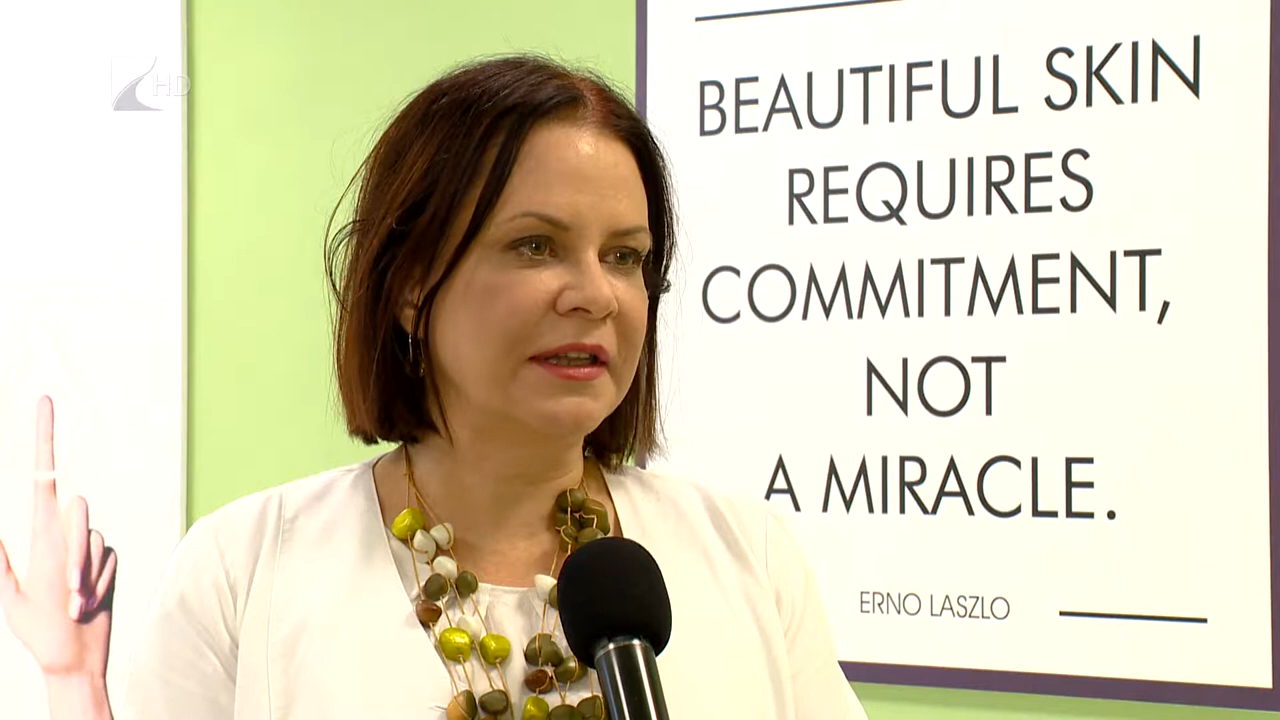 HD
BEAUTIFUL SKIN
REQUIRES
COMMITMENT,
NOT
A MIRACLE.
ERNO LASZLO